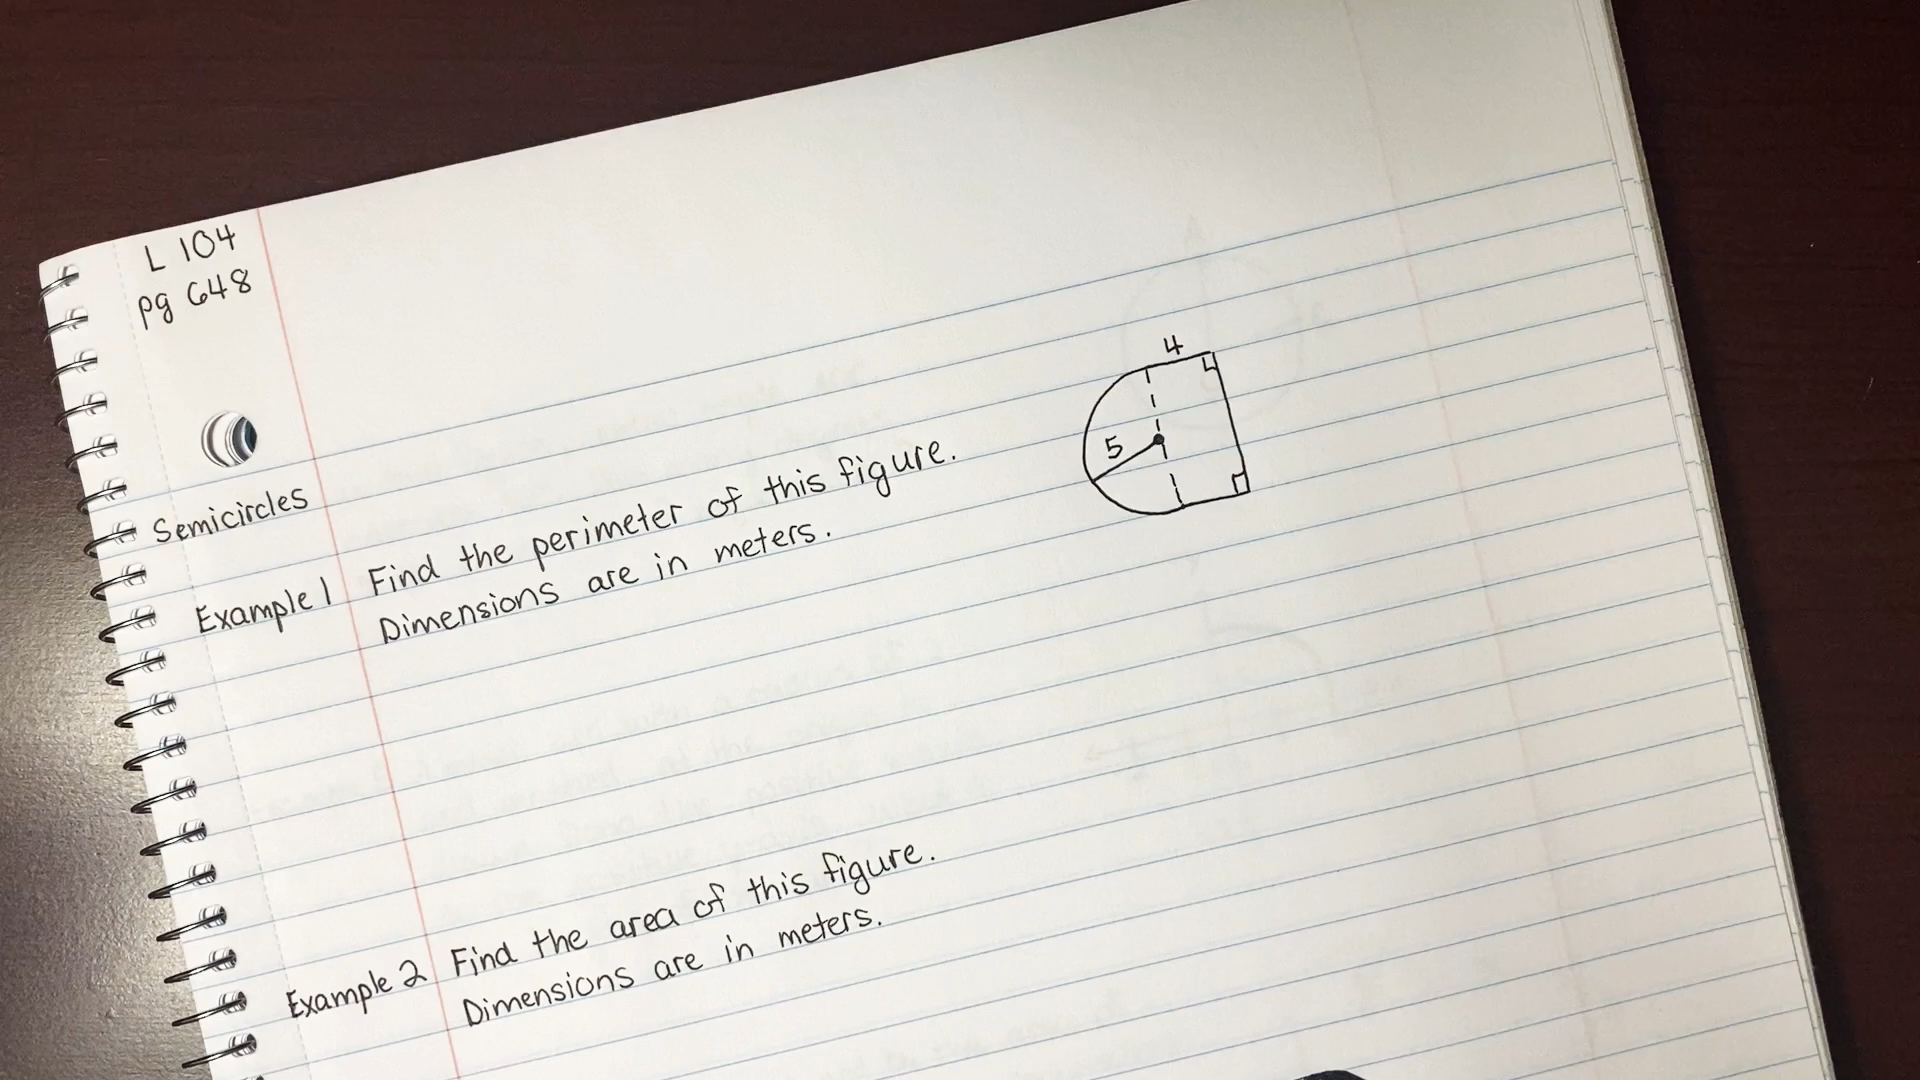 L 104
pg 648
Semicircles
Example 1 Find the perimeter of this figure.
Dimensions are in meters.
4
5
Example 2 Find the area of this figure.
Dimensions are in meters.